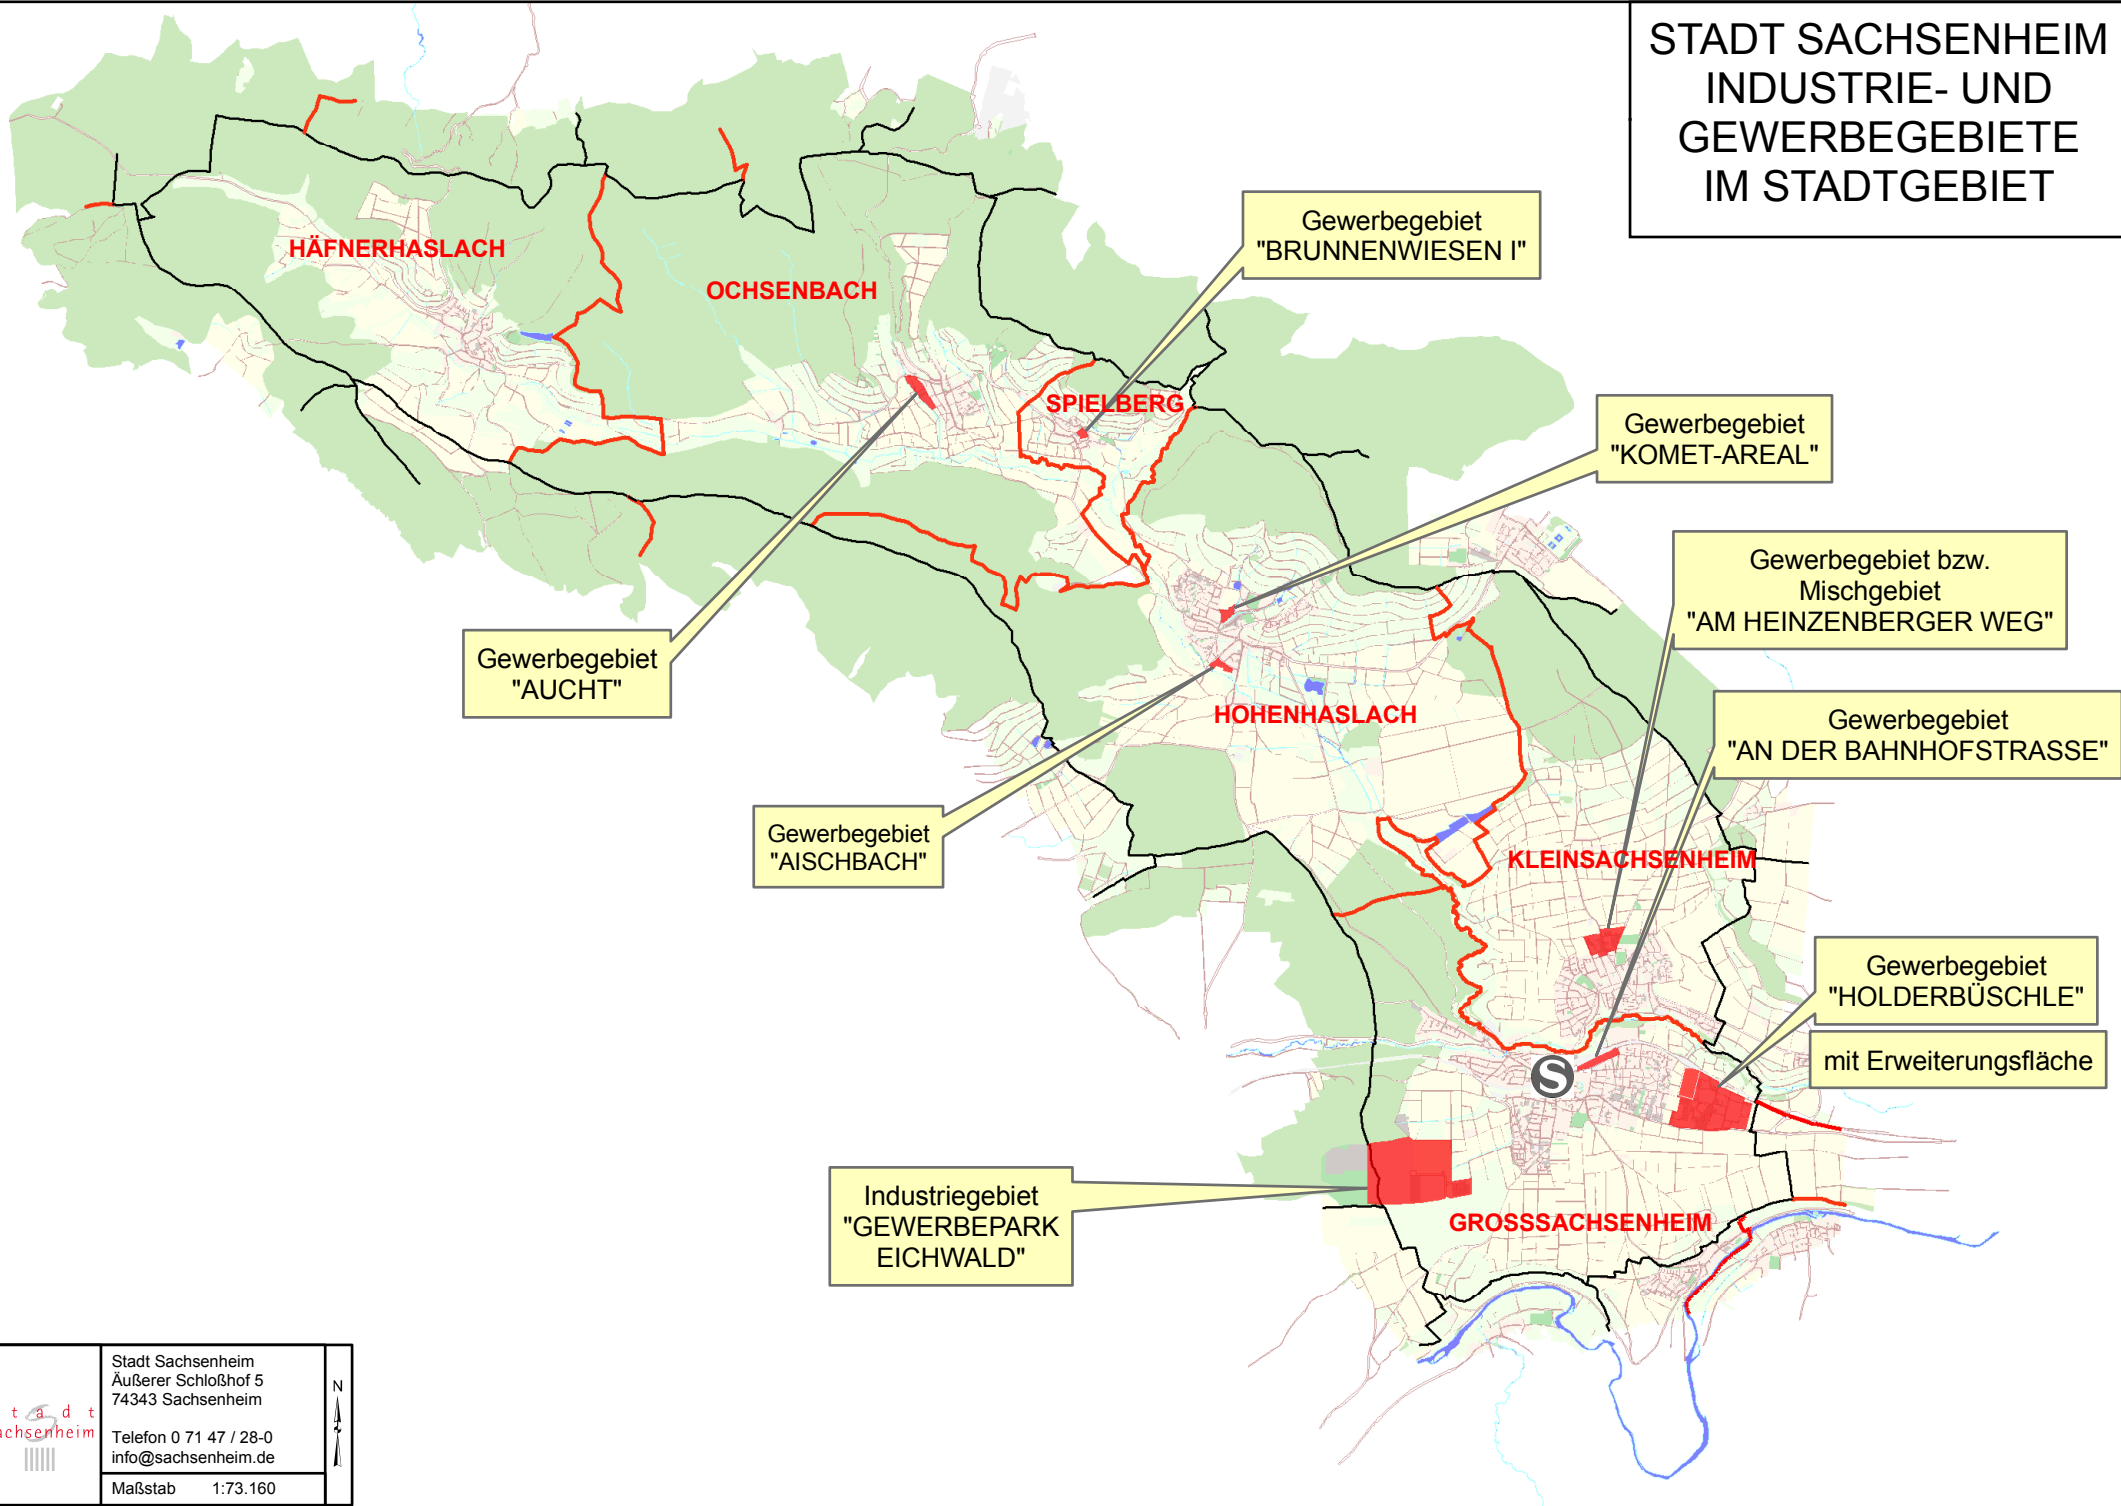 STADT SACHSENHEIM
INDUSTRIE- UND
GEWERBEGEBIETE
IM STADTGEBIET
Gewerbegebiet
"BRUNNENWIESEN I"
HÄFNERHASLACH
OCHSENBACH
SPIELBERG
Gewerbegebiet
"KOMET-AREAL"
Gewerbegebiet bzw.
Mischgebiet
"AM HEINZENBERGER WEG"
Gewerbegebiet
"AUCHT"
HOHENHASLACH
Gewerbegebiet
"AN DER BAHNHOFSTRASSE"
Gewerbegebiet
"AISCHBACH"
KLEINSACHSENHEIM
Gewerbegebiet
"HOLDERBÜSCHLE"
mit Erweiterungsfläche
S
Industriegebiet
"GEWERBEPARK
EICHWALD"
GROSSSACHSENHEIM
t a d t
achsenheim
Stadt Sachsenheim
Äußerer Schloßhof 5
74343 Sachsenheim
Telefon 0 71 47 / 28-0
info@sachsenheim.de
Maßstab 1:73.160
N